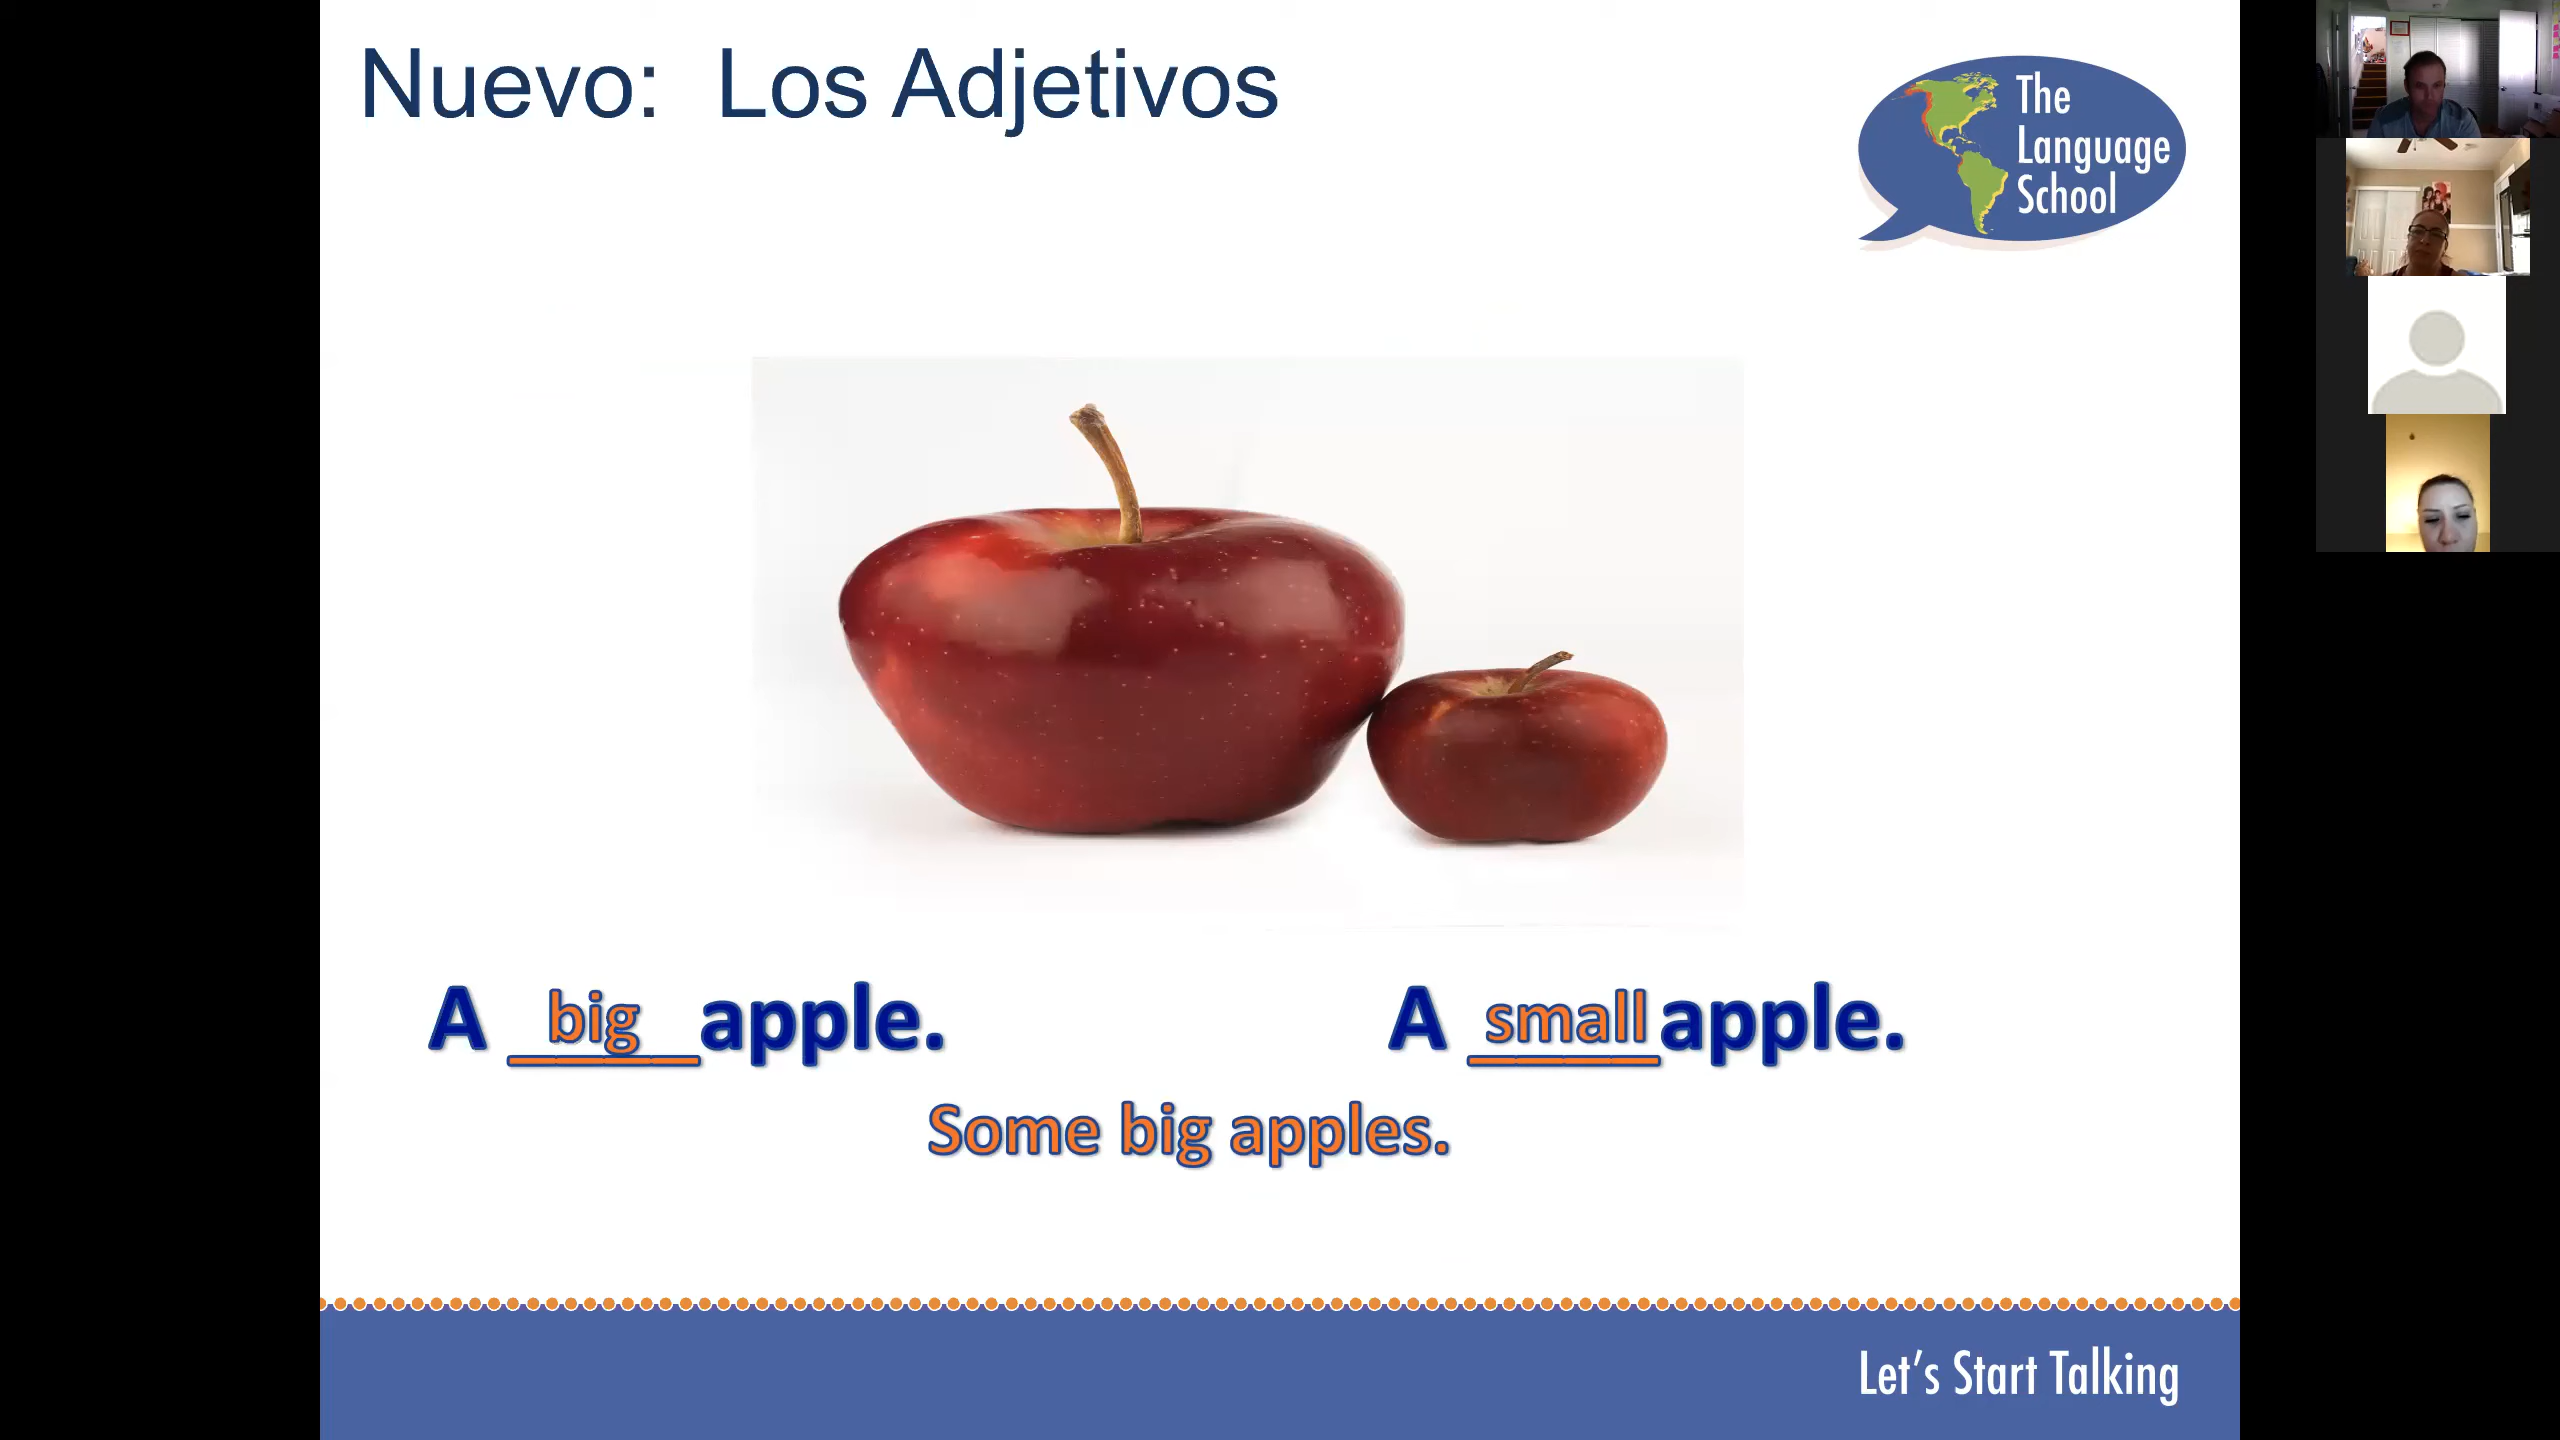 Nuevo: Los Adjetivos
The
Language
School
A big apple.
A small apple.
Some big apples.
Let's Start Talking